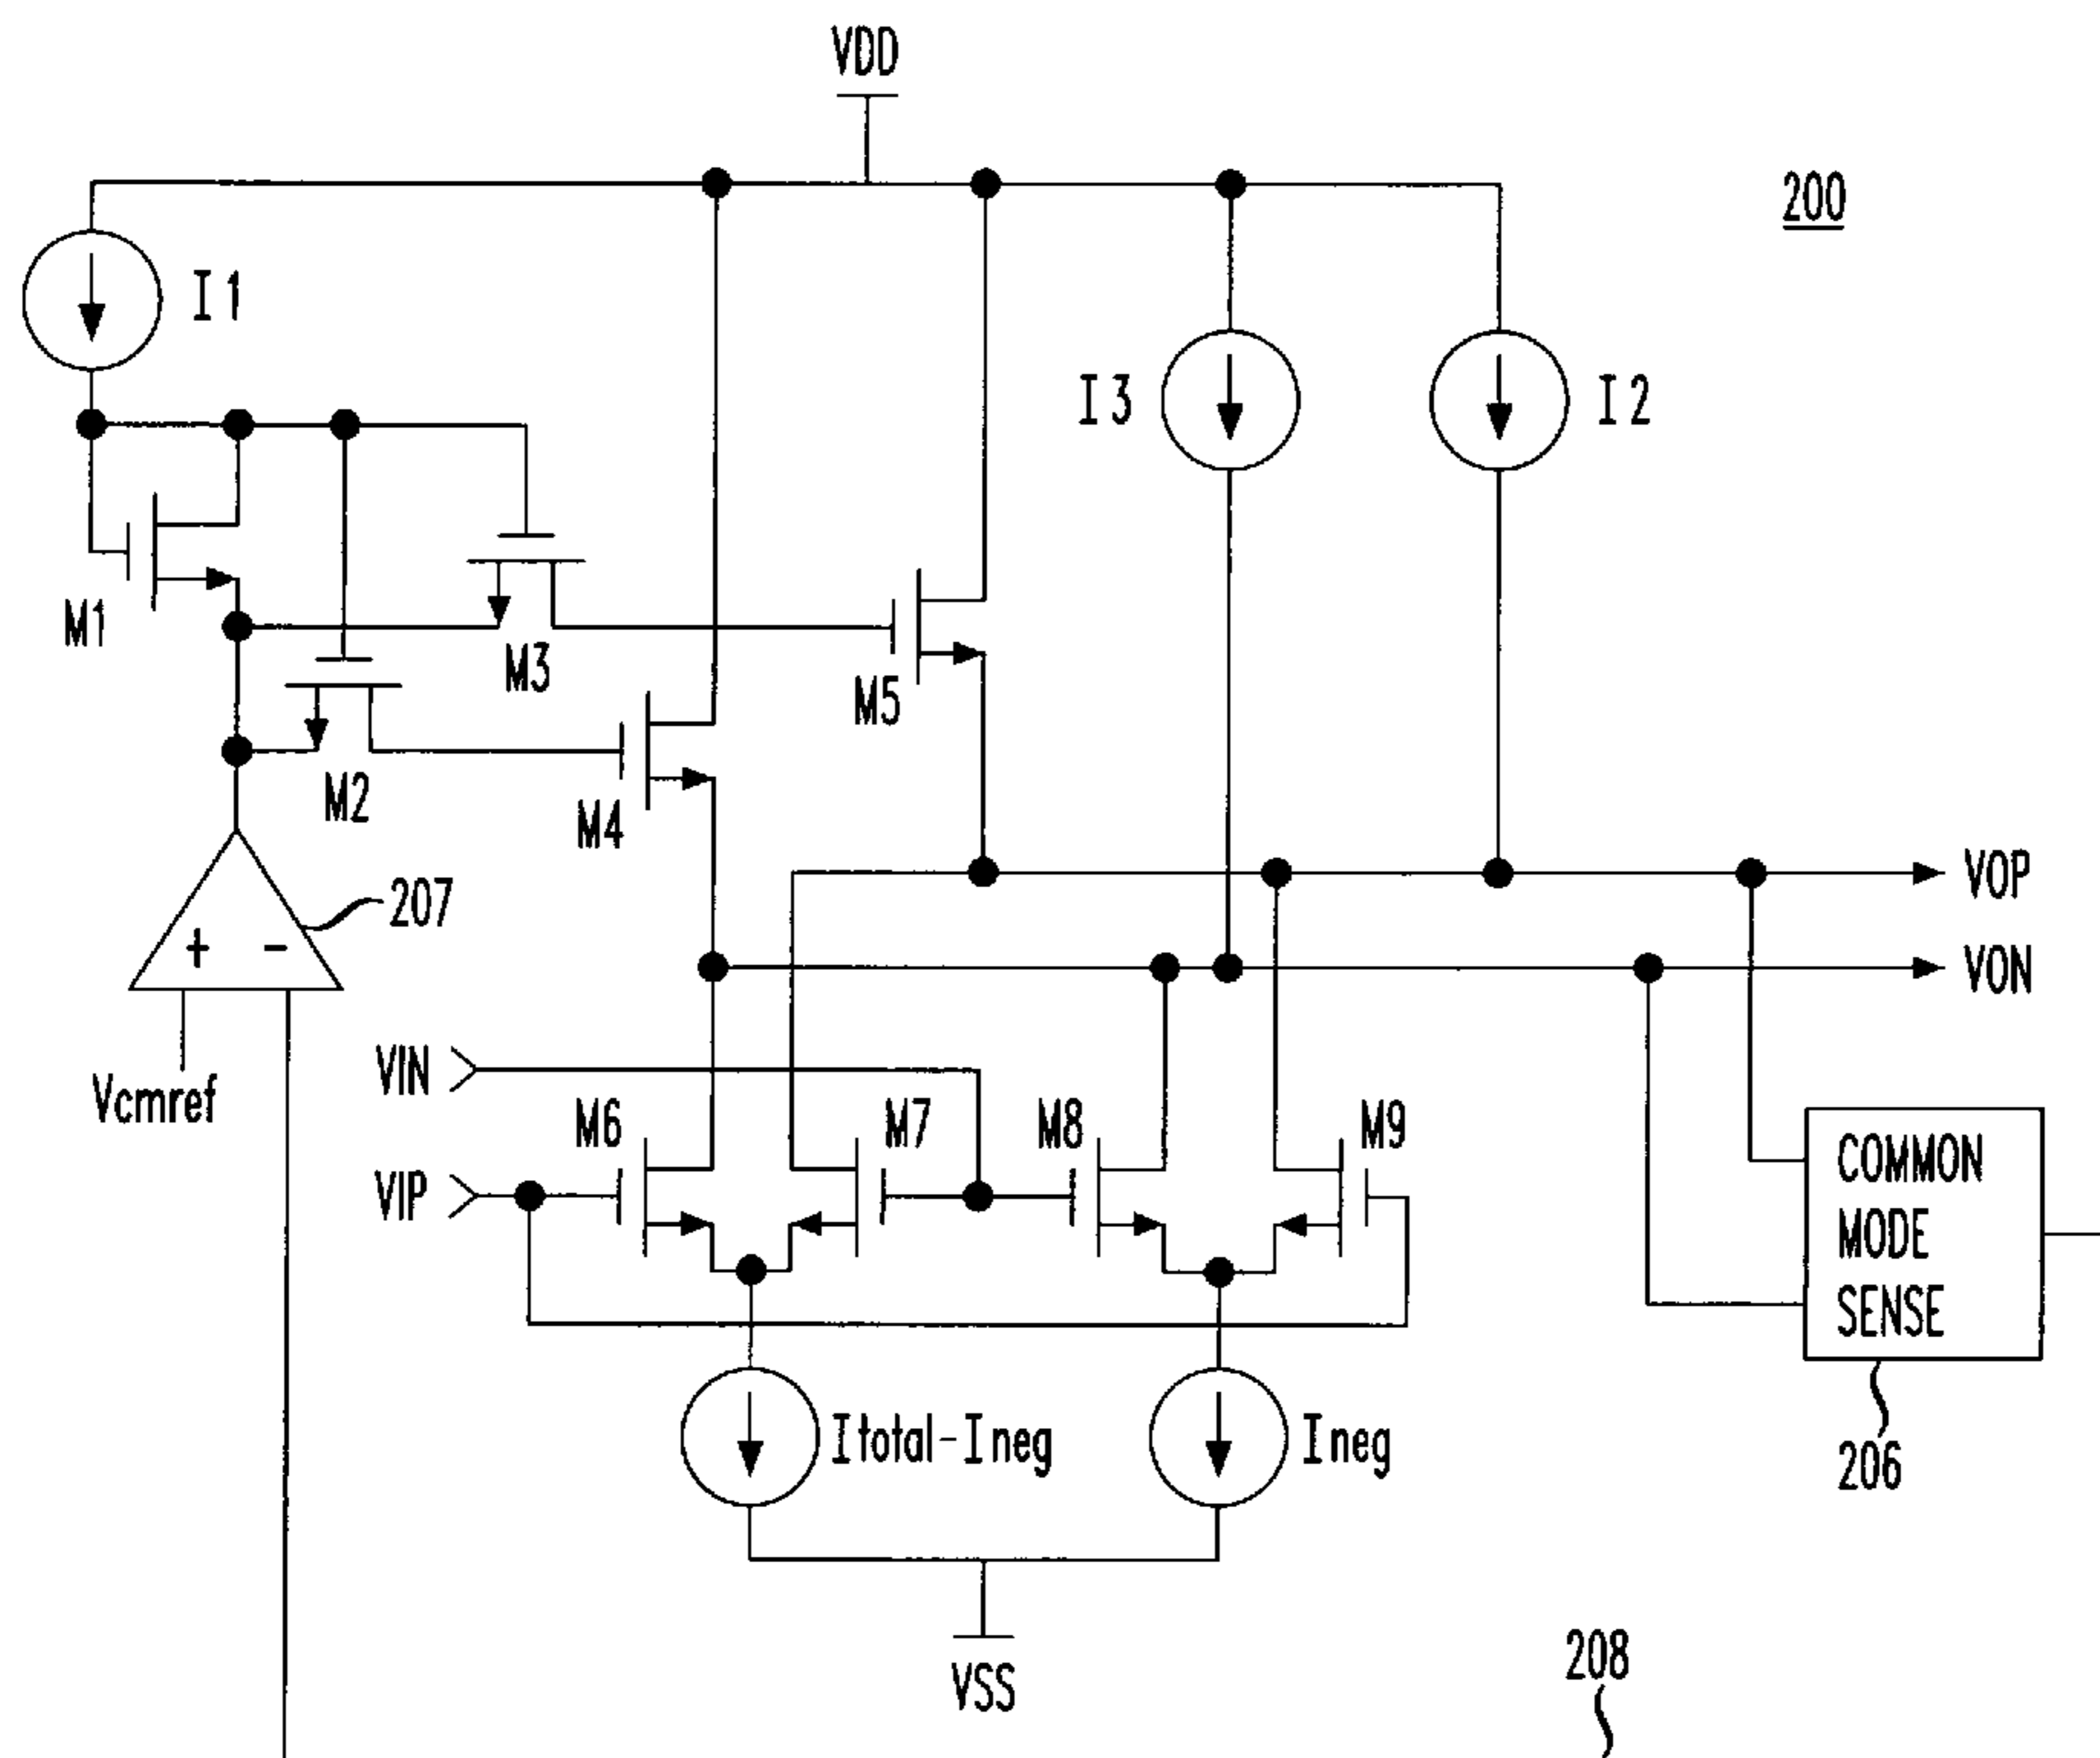 VDD
200
I1
I3
I2
M1
M3
M5
M2
M4
207
VOP
VON
+ -
Vcmref
VIN
M6
M7
M8
M9
VIP
COMMON
MODE
SENSE
Itotal-Ineg
Ineg
206
VSS
208